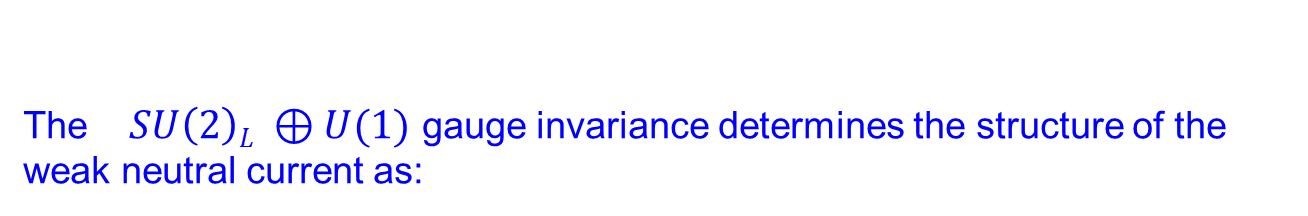 The SU(2)_L ⊕ U(1) gauge invariance determines the structure of the
weak neutral current as: